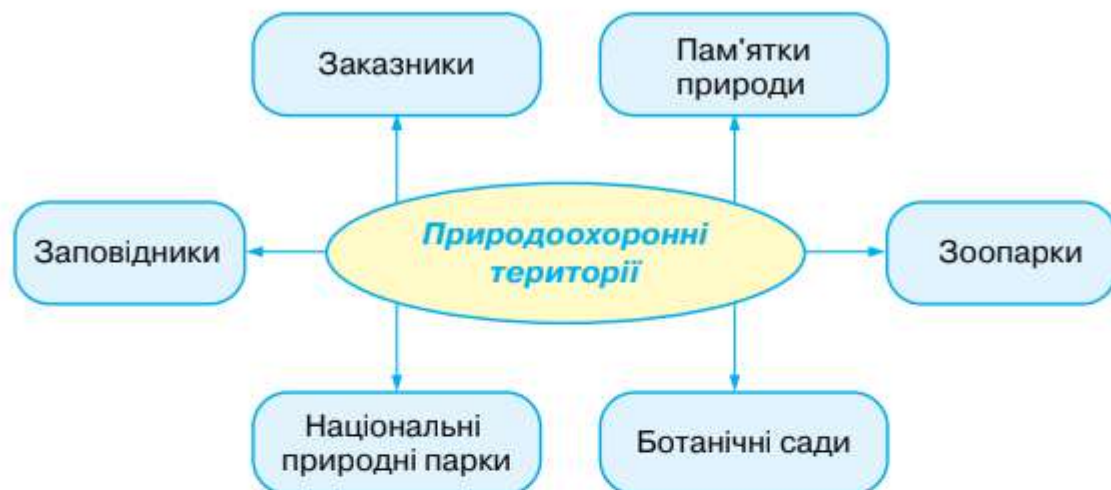 Заказники
Пам'ятки
природи
Заповідники
Природоохоронні
території
Зоопарки
Національні
природні парки
Ботанічні сади